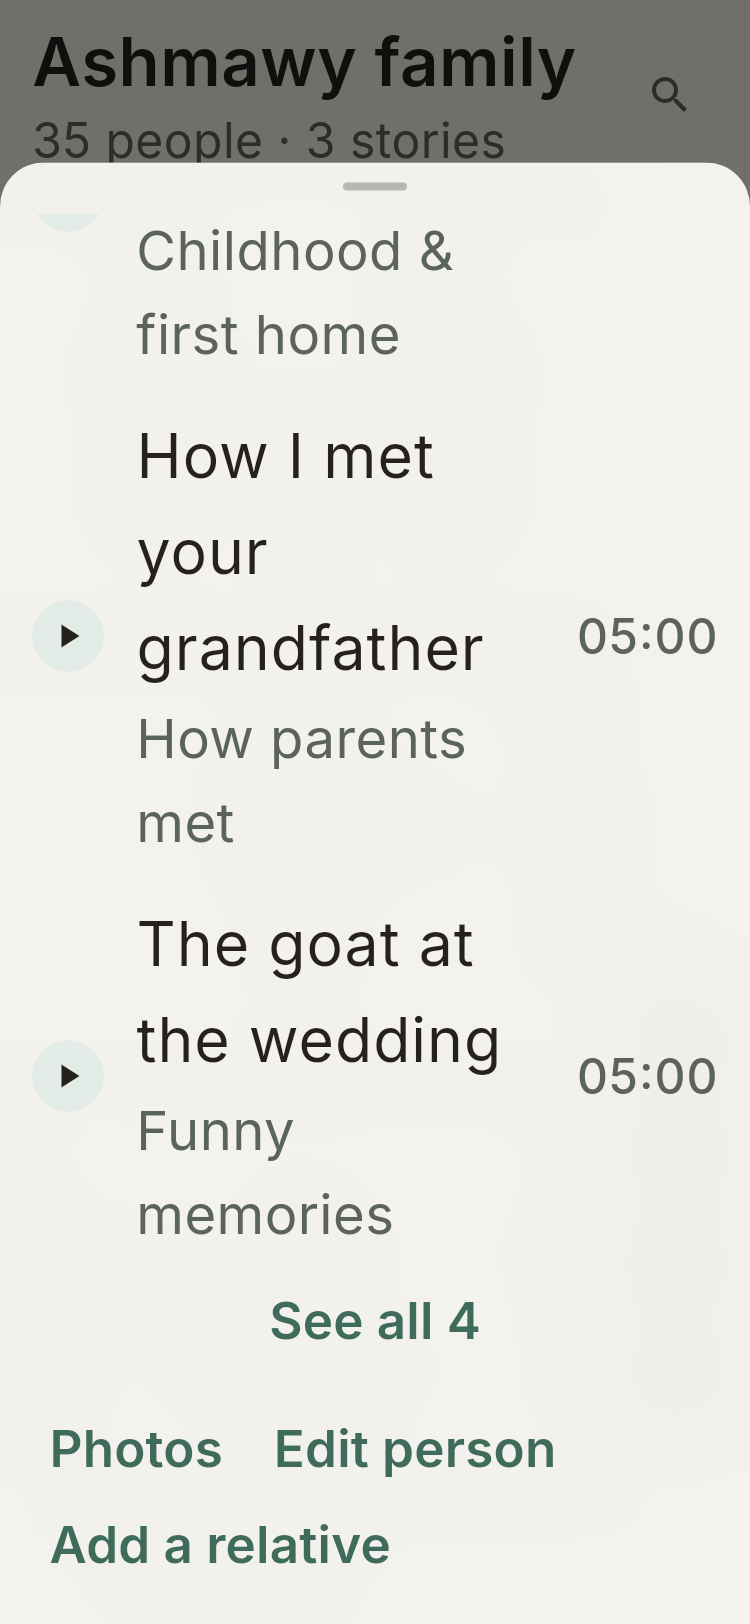 Ashmawy family
35 people · 3 stories
Childhood &
first home
How I met
your
grandfather
05:00
How parents
met
The goat at
the wedding
05:00
Funny
memories
See all 4
Photos Edit person
Add a relative